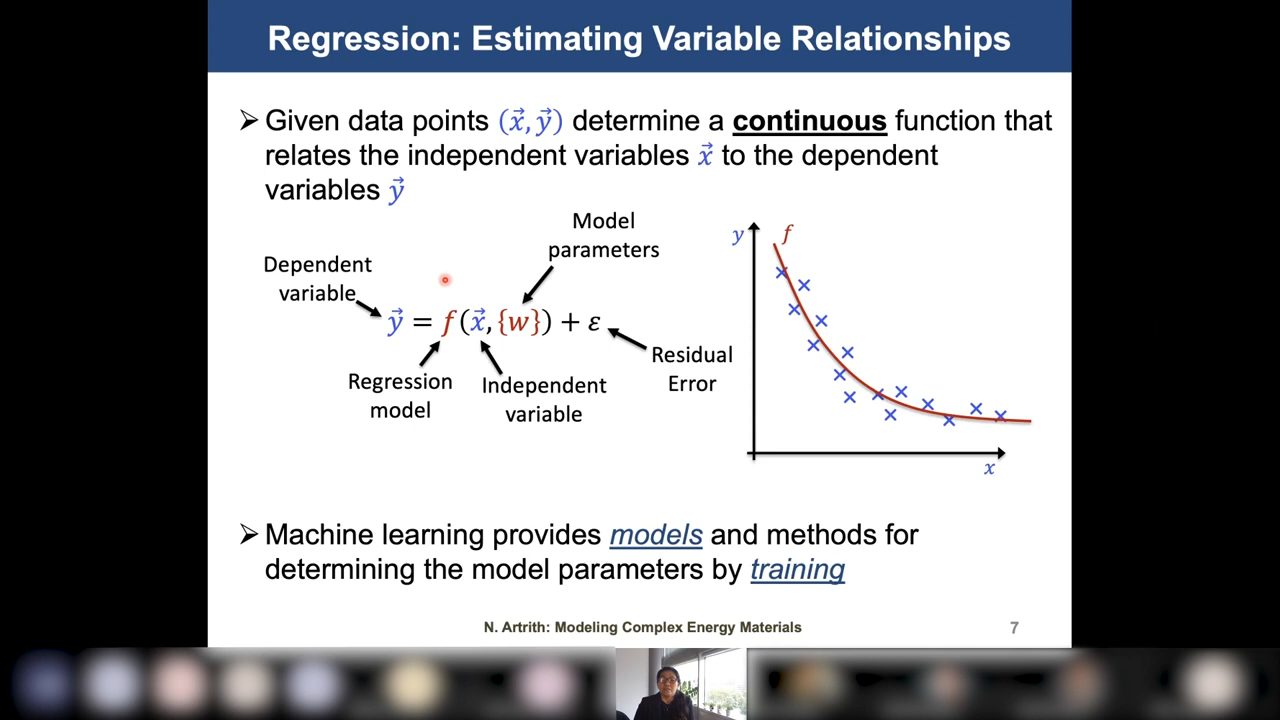 Regression: Estimating Variable Relationships
➢ Given data points (x⃗, y⃗) determine a continuous function that
relates the independent variables x⃗ to the dependent
variables y⃗
Model
parameters
Dependent
variable
y⃗ = f(x⃗, {w}) + ε
Regression
model
Independent
variable
Residual
Error
y
f
x
➢ Machine learning provides models and methods for
determining the model parameters by training
N. Artrith: Modeling Complex Energy Materials
7